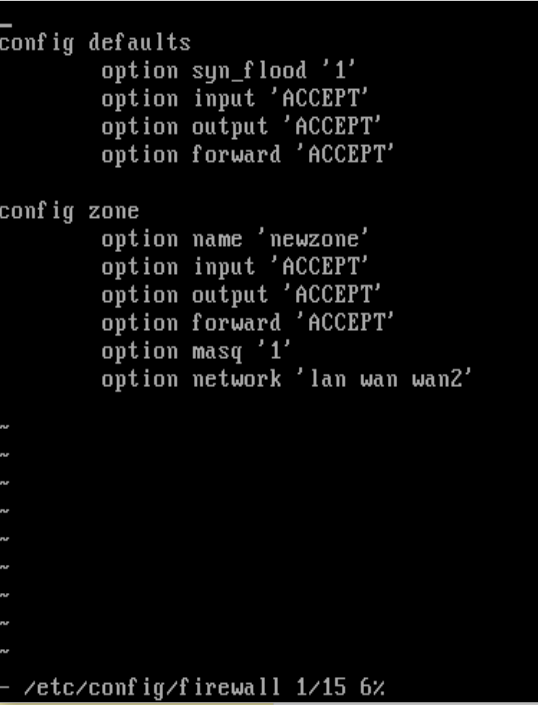 config defaults
        option syn_flood '1'
        option input 'ACCEPT'
        option output 'ACCEPT'
        option forward 'ACCEPT'

config zone
        option name 'newzone'
        option input 'ACCEPT'
        option output 'ACCEPT'
        option forward 'ACCEPT'
        option masq '1'
        option network 'lan wan wan2'

~
~
~
~
~
~
~
~
~
- /etc/config/firewall 1/15 6%